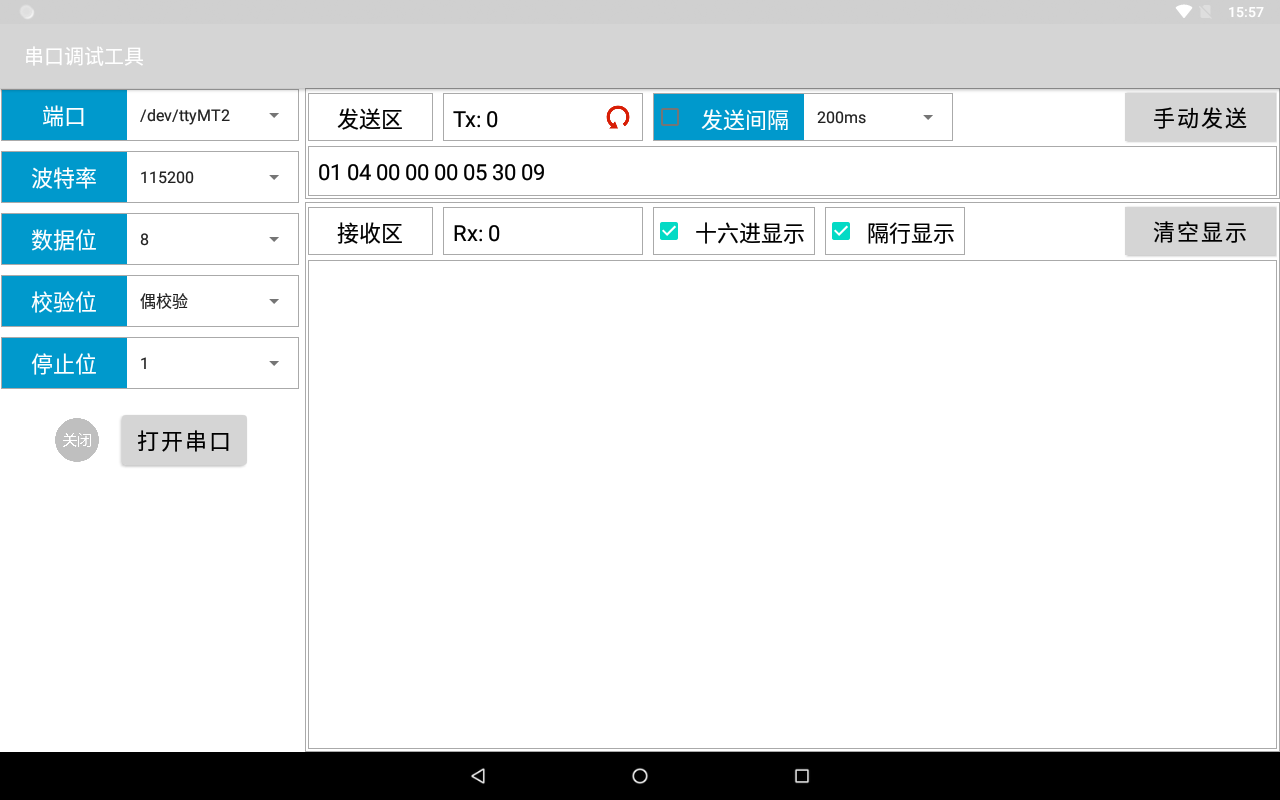 15:57
串口调试工具
端口 /dev/ttyMT2
波特率 115200
数据位 8
校验位 偶校验
停止位 1
关闭 打开串口
发送区 Tx: 0 发送间隔 200ms 手动发送
01 04 00 00 00 05 30 09
接收区 Rx: 0 十六进显示 隔行显示 清空显示